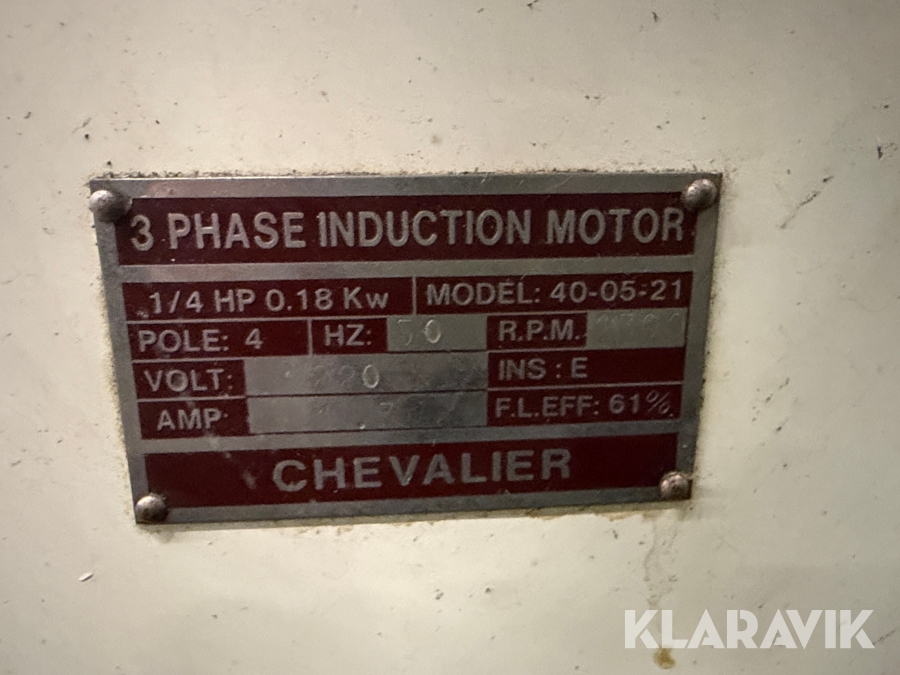 3 PHASE INDUCTION MOTOR
1/4 HP 0.18 Kw MODEL: 40-05-21
POLE: 4 HZ: 50 R.P.M.
VOLT: INS : E
AMP: F.L.EFF: 61%
CHEVALIER
KLARAVIK